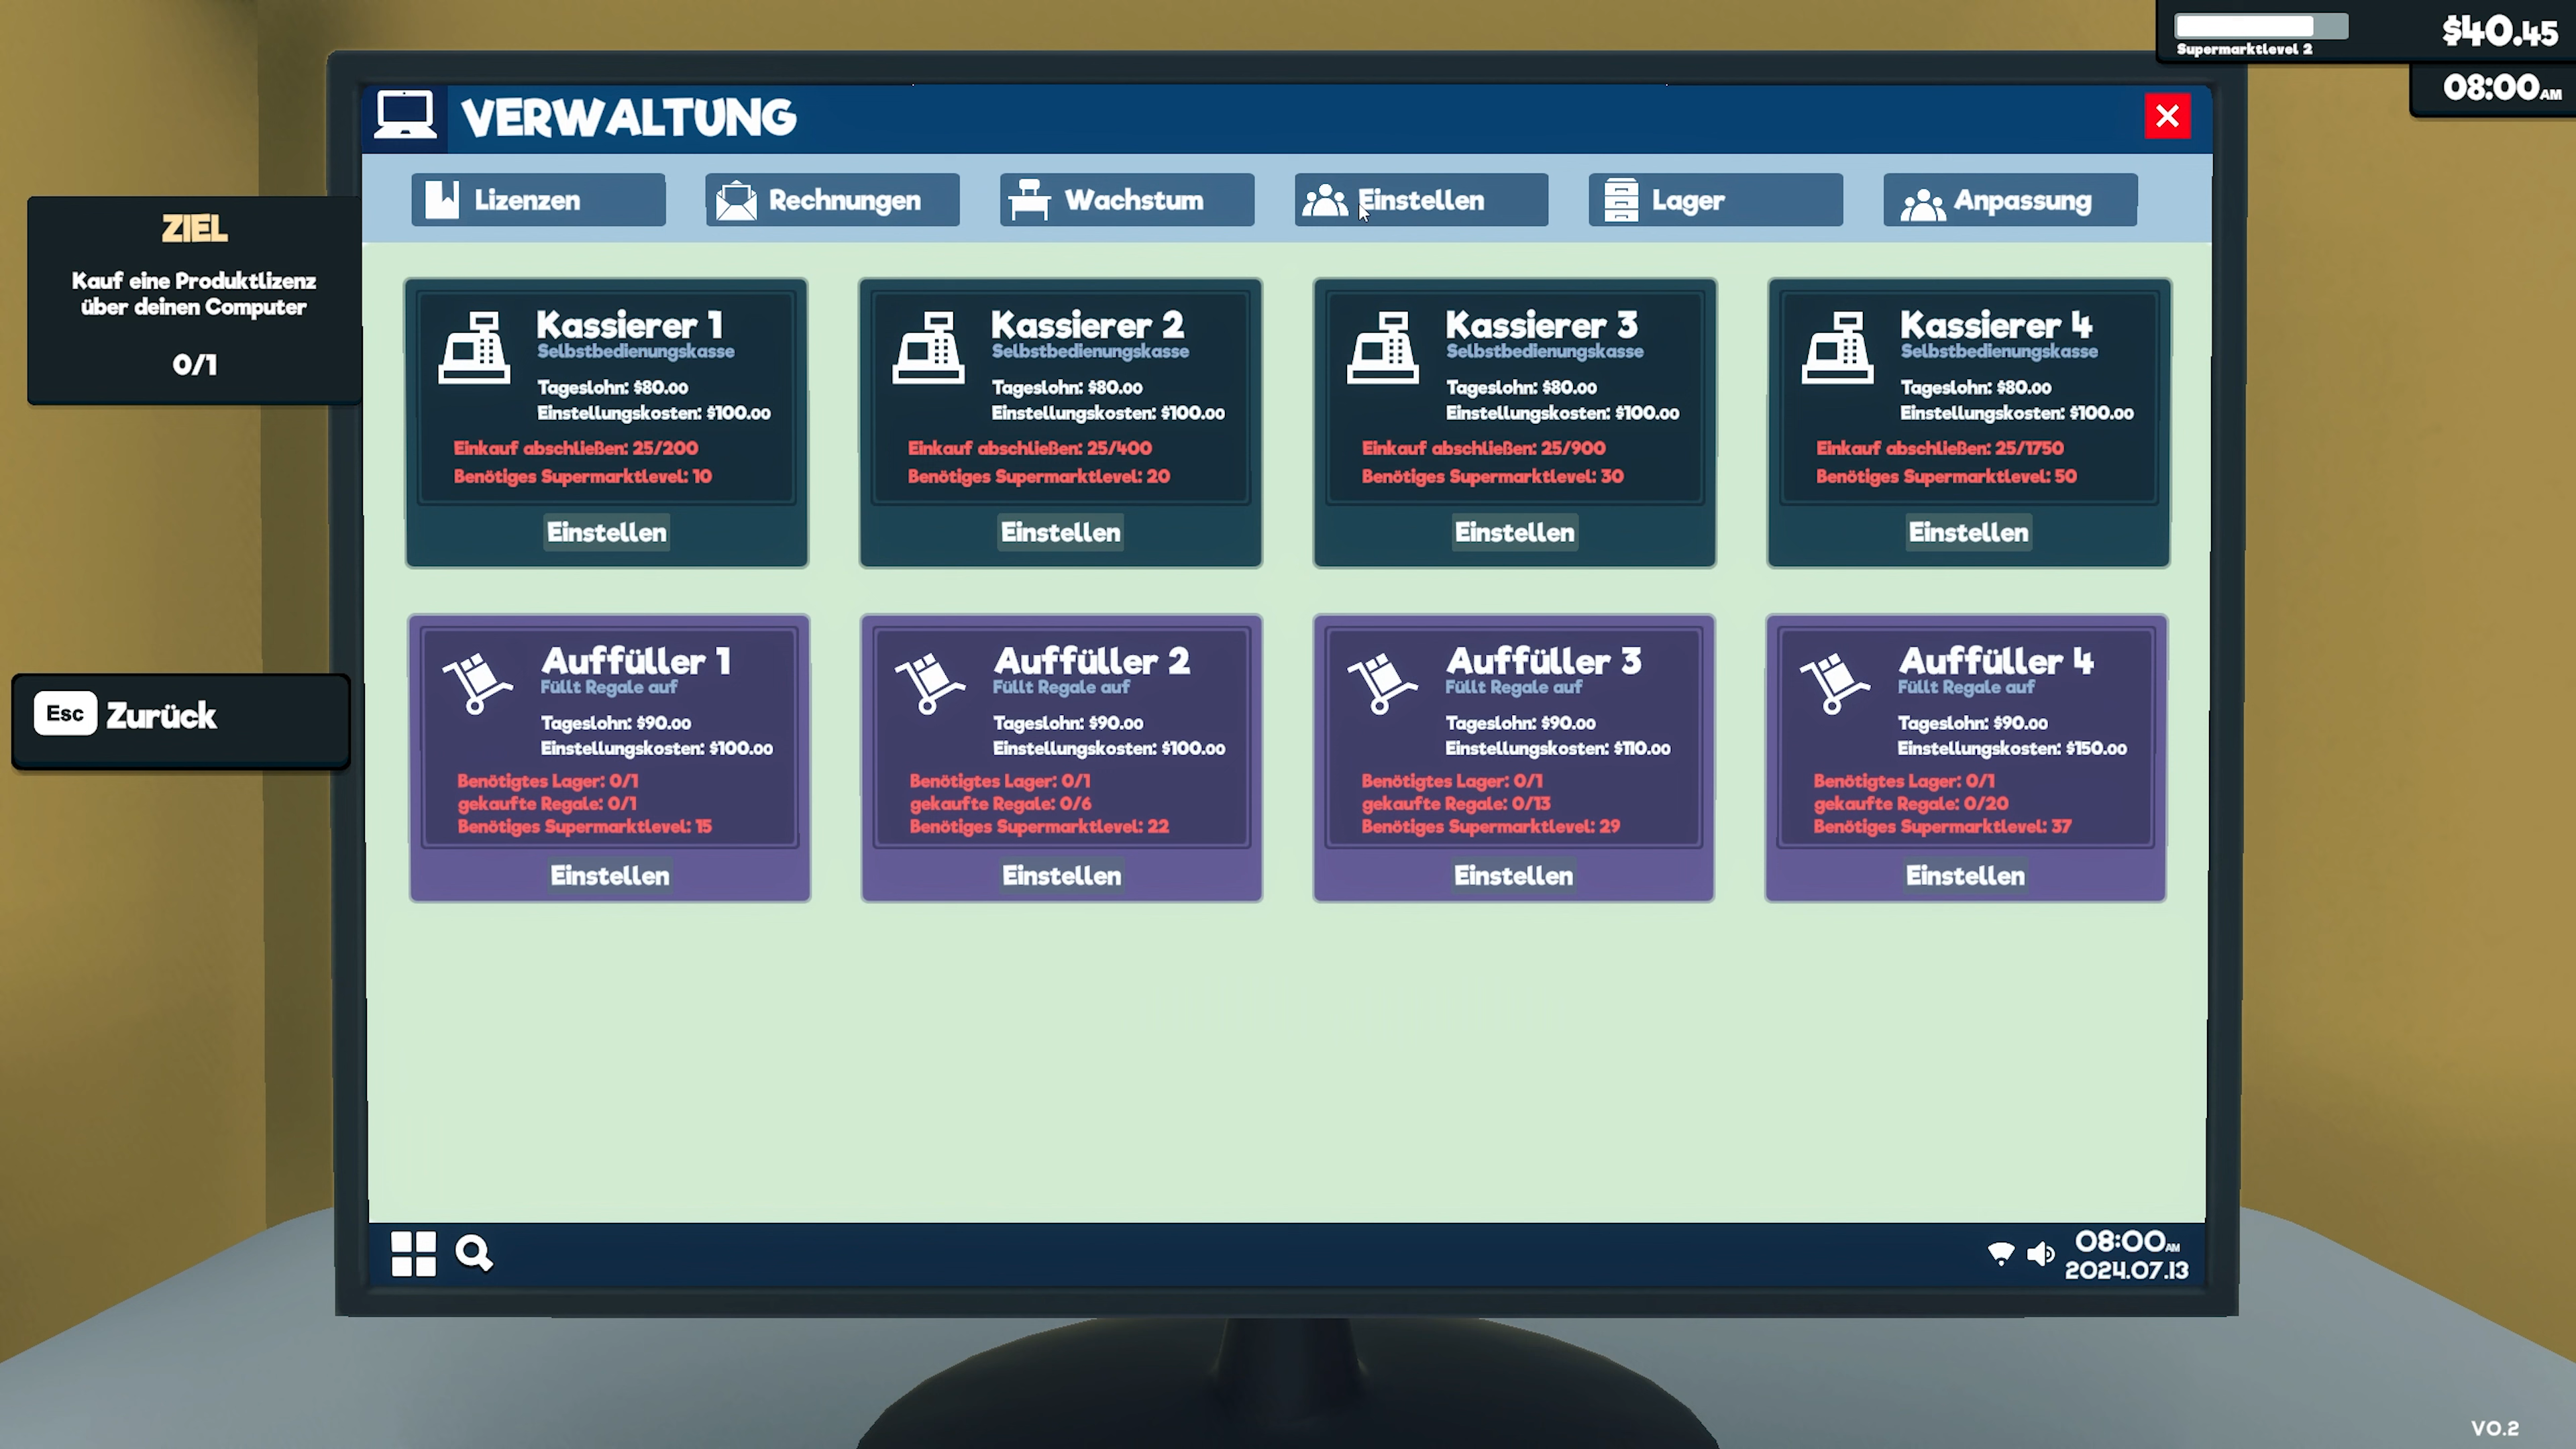 Supermarktlevel 2
$40.45
08:00AM
VERWALTUNG
Lizenzen
Rechnungen
Wachstum
Einstellen
Lager
Anpassung
ZIEL
Kauf eine Produktlizenz
über deinen Computer
0/1
Esc Zurück
Kassierer 1
Selbstbedienungskasse
Tageslohn: $80.00
Einstellungskosten: $100.00
Einkauf abschließen: 25/200
Benötiges Supermarktlevel: 10
Einstellen
Kassierer 2
Selbstbedienungskasse
Tageslohn: $80.00
Einstellungskosten: $100.00
Einkauf abschließen: 25/400
Benötiges Supermarktlevel: 20
Einstellen
Kassierer 3
Selbstbedienungskasse
Tageslohn: $80.00
Einstellungskosten: $100.00
Einkauf abschließen: 25/900
Benötiges Supermarktlevel: 30
Einstellen
Kassierer 4
Selbstbedienungskasse
Tageslohn: $80.00
Einstellungskosten: $100.00
Einkauf abschließen: 25/1750
Benötiges Supermarktlevel: 50
Einstellen
Auffüller 1
Füllt Regale auf
Tageslohn: $90.00
Einstellungskosten: $100.00
Benötigtes Lager: 0/1
gekaufte Regale: 0/1
Benötiges Supermarktlevel: 15
Einstellen
Auffüller 2
Füllt Regale auf
Tageslohn: $90.00
Einstellungskosten: $100.00
Benötigtes Lager: 0/1
gekaufte Regale: 0/6
Benötiges Supermarktlevel: 22
Einstellen
Auffüller 3
Füllt Regale auf
Tageslohn: $90.00
Einstellungskosten: $110.00
Benötigtes Lager: 0/1
gekaufte Regale: 0/13
Benötiges Supermarktlevel: 29
Einstellen
Auffüller 4
Füllt Regale auf
Tageslohn: $90.00
Einstellungskosten: $150.00
Benötigtes Lager: 0/1
gekaufte Regale: 0/20
Benötiges Supermarktlevel: 37
Einstellen
08:00AM
2024.07.13
V0.2